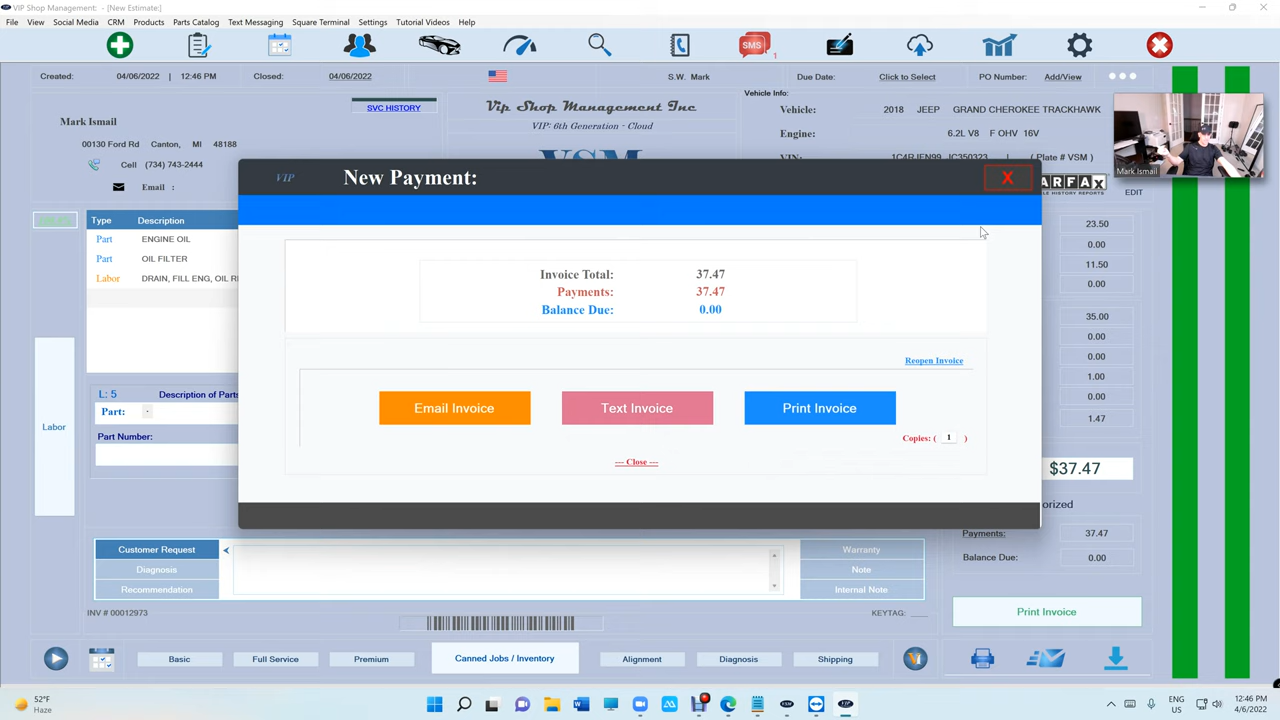 VIP Shop Management: - [New Estimate:]
File View Social Media CRM Products Parts Catalog Text Messaging Square Terminal Settings Tutorial Videos Help
SMS 1
Created: 04/06/2022 | 12:46 PM Closed: 04/06/2022 S.W. Mark Due Date: Click to Select PO Number: Add/View
Vehicle Info:
SVC HISTORY
Vip Shop Management Inc
VIP: 6th Generation - Cloud
Vehicle: 2018 JEEP GRAND CHEROKEE TRACKHAWK
Mark Ismail
Engine: 6.2L V8 F OHV 16V
00130 Ford Rd Canton, MI 48188
VIN: 1C4RJEN99JC350323 ( Plate # VSM )
Cell (734) 743-2444
Mark Ismail
Email :
VIP New Payment: X
EDIT
Type Description
Part ENGINE OIL
Part OIL FILTER
Labor DRAIN, FILL ENG, OIL R
23.50
0.00
11.50
0.00
35.00
0.00
0.00
1.00
0.00
1.47
Invoice Total: 37.47
Payments: 37.47
Balance Due: 0.00
Reopen Invoice
Email Invoice Text Invoice Print Invoice
Copies: ( 1 )
--- Close ---
L: 5 Description of Parts
Part:
Part Number:
Labor
$37.47
orized
Payments: 37.47
Balance Due: 0.00
Customer Request
Diagnosis
Recommendation
Warranty
Note
Internal Note
INV # 00012973 KEYTAG: ____
Print Invoice
Basic Full Service Premium Canned Jobs / Inventory Alignment Diagnosis Shipping
52°F
Haze
ENG
US
12:46 PM
4/6/2022